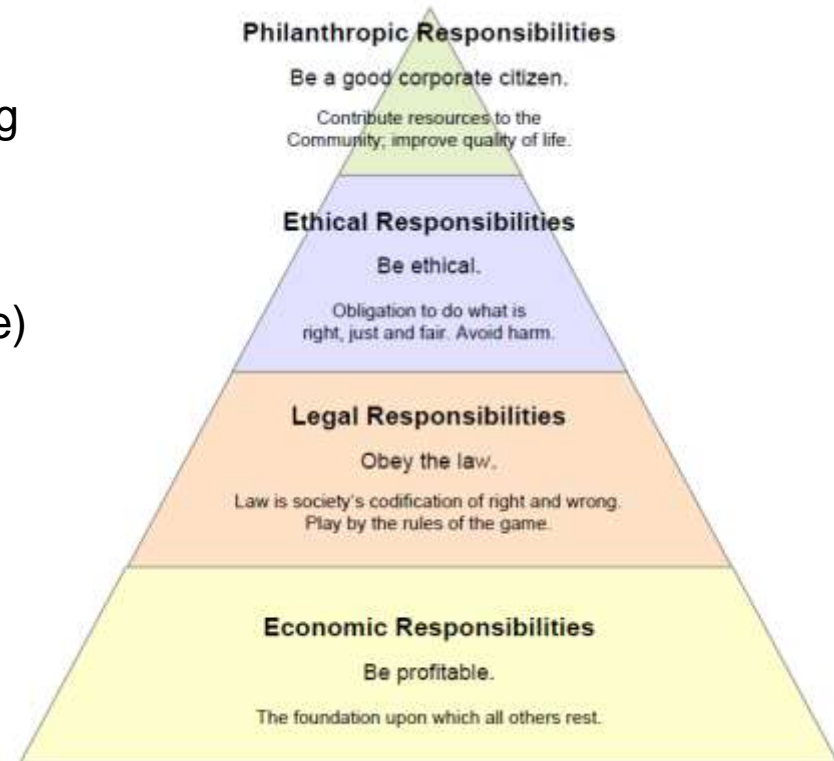 Philanthropic Responsibilities
Be a good corporate citizen.
g
Contribute resources to the
Community; improve quality of life.
Ethical Responsibilities
Be ethical.
e)
Obligation to do what is
right, just and fair. Avoid harm.
Legal Responsibilities
Obey the law.
Law is society's codification of right and wrong.
Play by the rules of the game.
Economic Responsibilities
Be profitable.
The foundation upon which all others rest.